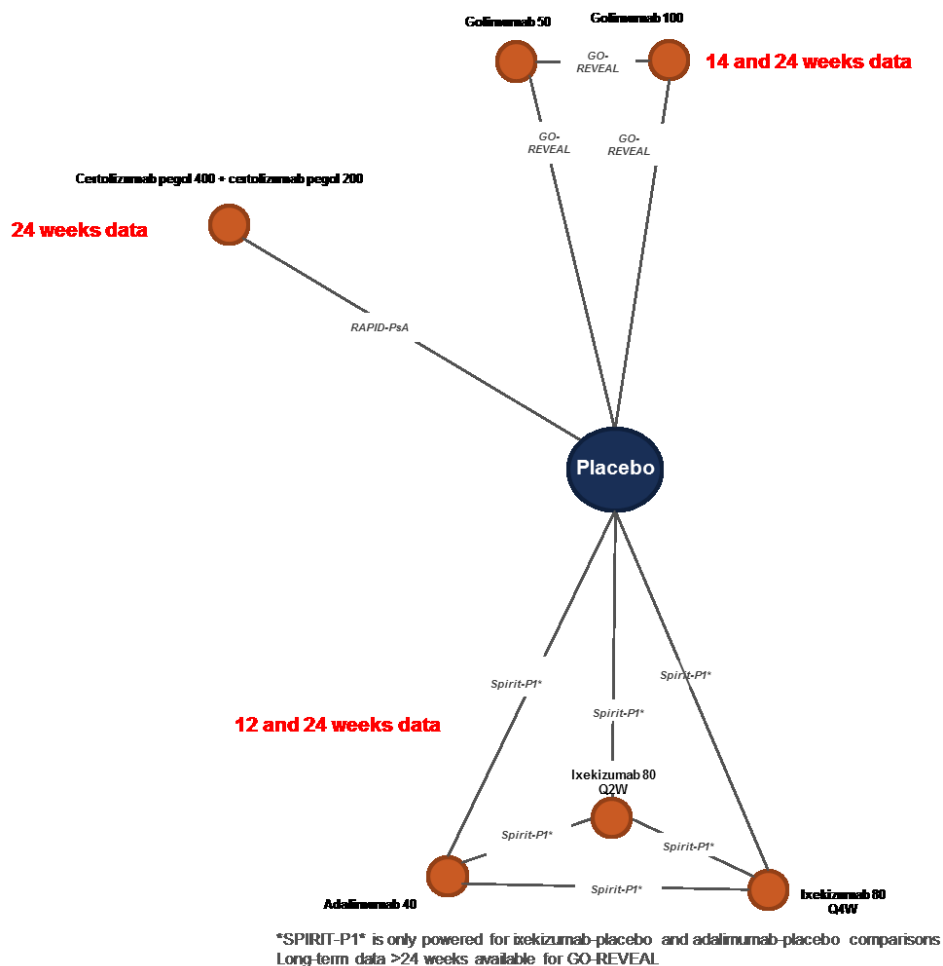 Golimumab 50
Golimumab 100
GO-
REVEAL
14 and 24 weeks data
GO-
REVEAL
GO-
REVEAL
Certolizumab pegol 400 + certolizumab pegol 200
24 weeks data
RAPID-PsA
Placebo
Spirit-P1*
Spirit-P1*
Spirit-P1*
12 and 24 weeks data
Ixekizumab 80
Q2W
Spirit-P1*
Spirit-P1*
Spirit-P1*
Adalimumab 40
Ixekizumab 80
Q4W
*SPIRIT-P1* is only powered for ixekizumab-placebo and adalimumab-placebo comparisons
Long-term data >24 weeks available for GO-REVEAL